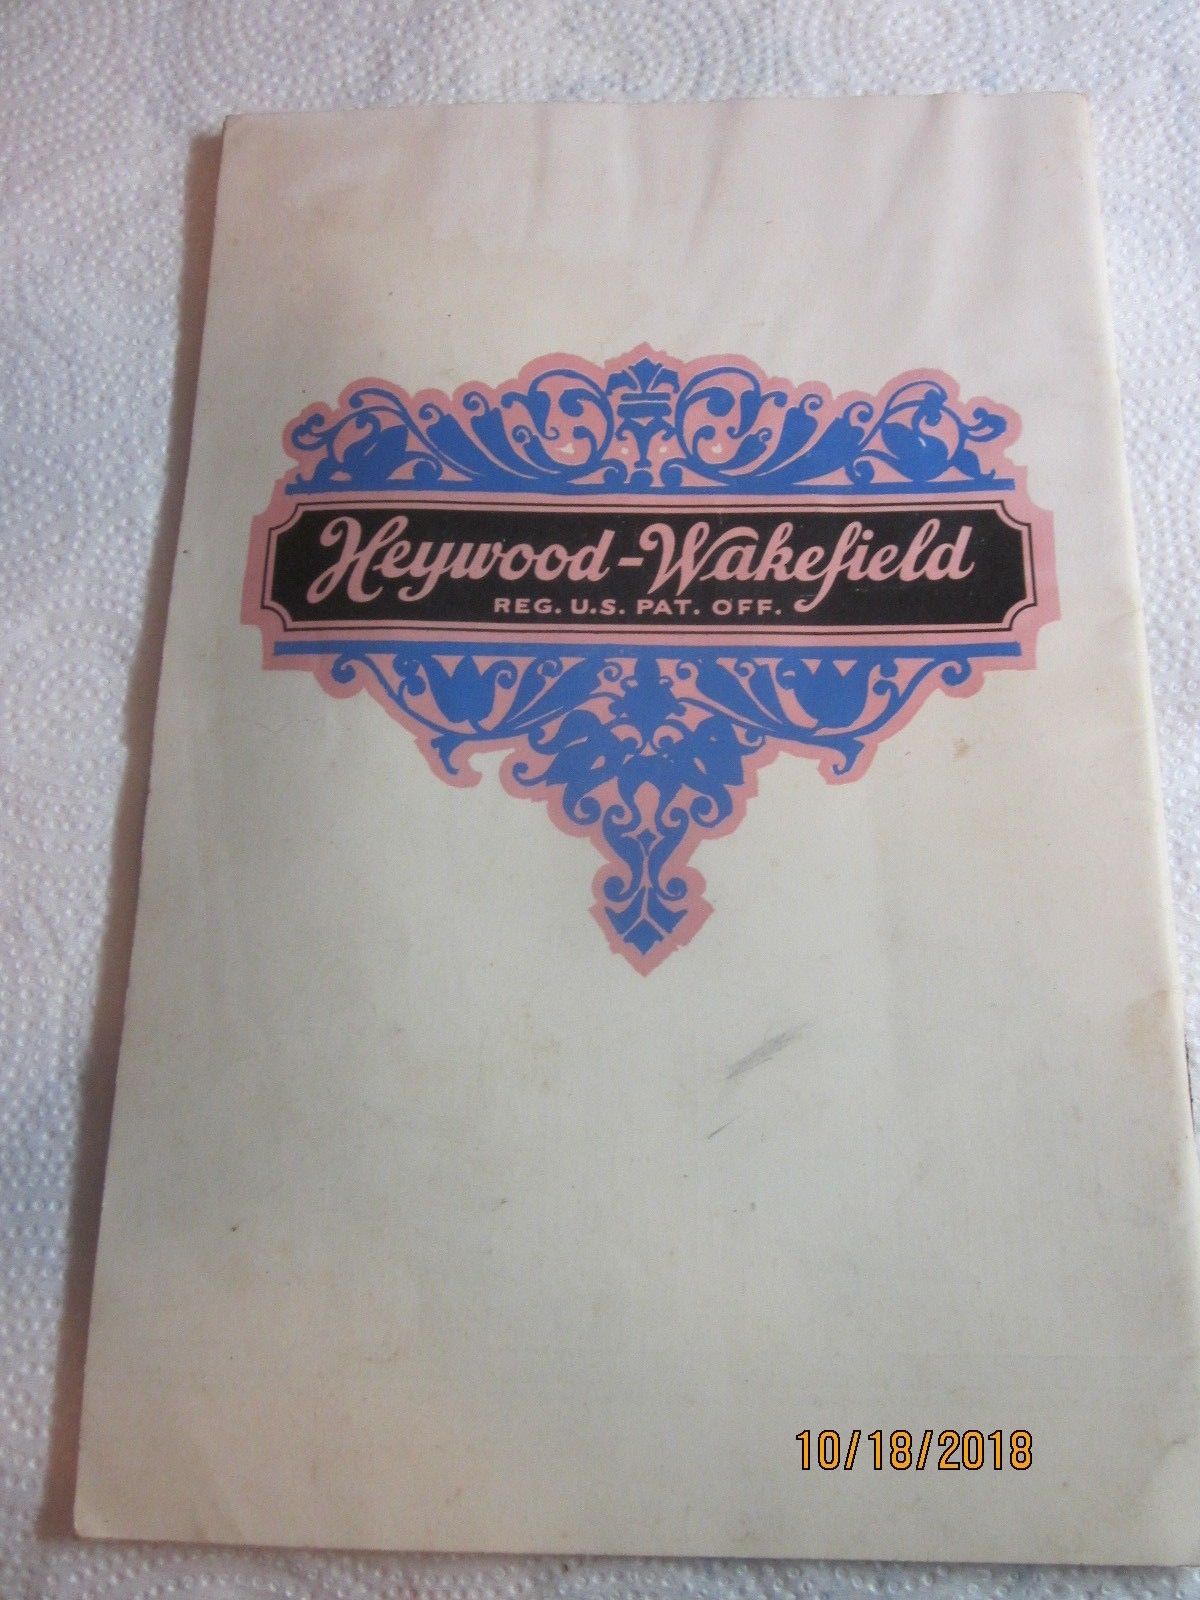 Heywood-Wakefield
REG. U.S. PAT. OFF.
10/18/2018